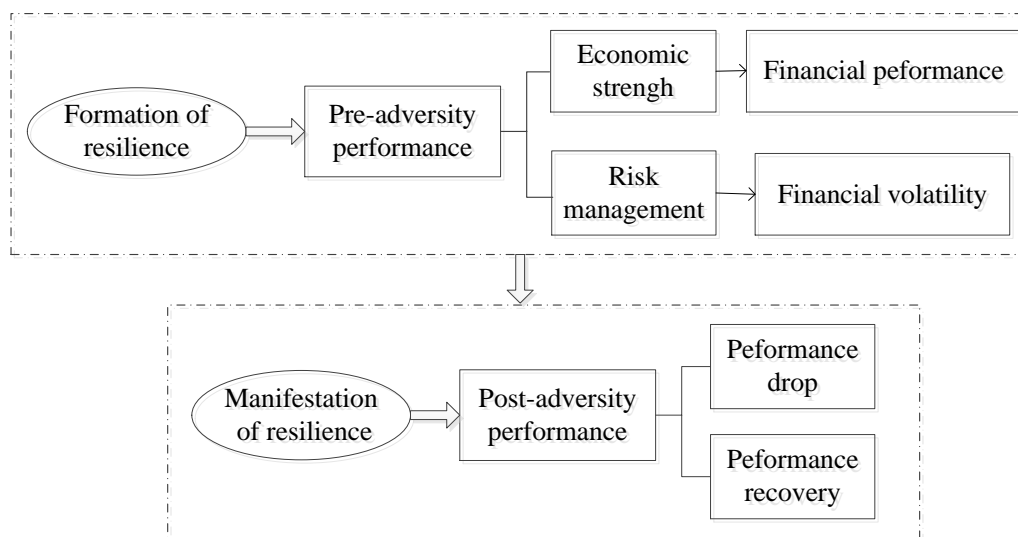 Formation of
resilience
Pre-adversity
performance
Economic
strengh
Financial peformance
Risk
management
Financial volatility
Manifestation
of resilience
Post-adversity
performance
Peformance
drop
Peformance
recovery